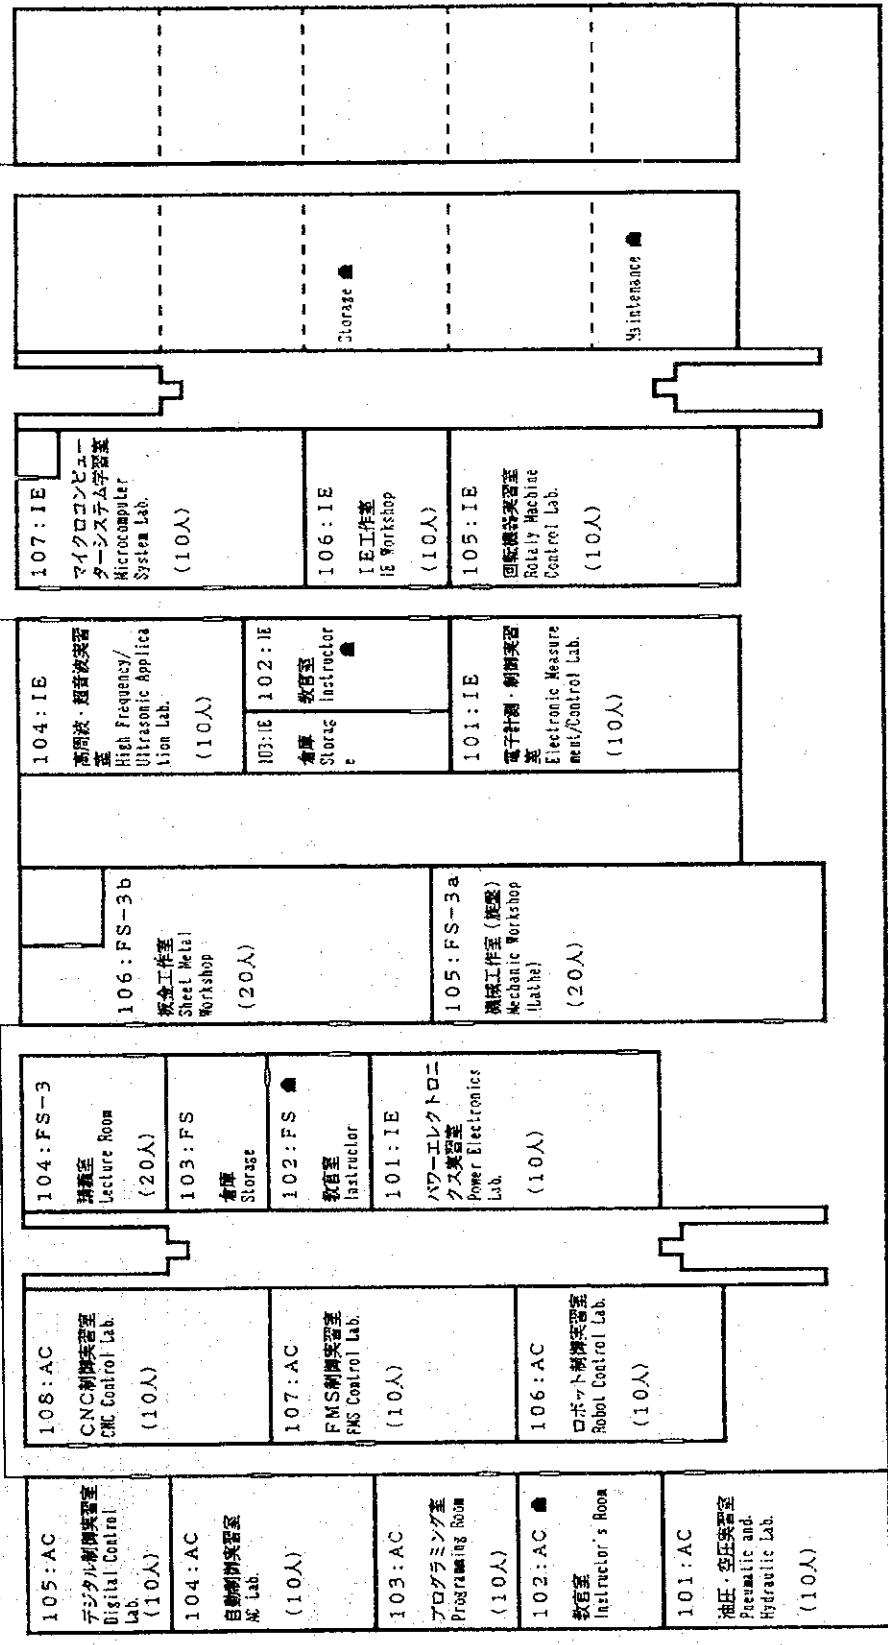 107:IE
マイクロコンピュー
ターシステム学習室
Microcomputer
System Lab.
(10人)
106:IE
IE工作室
IE Workshop
(10人)
105:IE
回転機器実習室
Rotaly Machine
Control Lab.
(10人)
Storage
Maintenance
104:IE
高周波・超音波実習
室
High Frequency/
Ultrasonic Applica
tion Lab.
(10人)
103:IE
倉庫
Storag
e
102:IE
教官室
Instructor
101:IE
電子計測・制御実習
室
Electronic Measure
ment/Control Lab.
(10人)
106:FS-3b
板金工作室
Sheet Metal
Workshop
(20人)
105:FS-3a
機械工作室(旋盤)
Mechanic Workshop
(Lathe)
(20人)
104:FS-3
講義室
Lecture Room
(20人)
103:FS
倉庫
Storage
102:FS
教官室
Instructor
101:IE
パワーエレクトロニ
クス実習室
Power Electronics
Lab.
(10人)
108:AC
CNC制御実習室
CNC Control Lab.
(10人)
107:AC
FMS制御実習室
FMS Control Lab.
(10人)
106:AC
ロボット制御実習室
Robot Control Lab.
(10人)
105:AC
デジタル制御実習室
Digital Control
Lab.
(10人)
104:AC
自動制御実習室
AC Lab.
(10人)
103:AC
プログラミング室
Programing Room
(10人)
102:AC
教官室
Instructor's Room
101:AC
油圧・空圧実習室
Pneumatic and
Hydraulic Lab.
(10人)